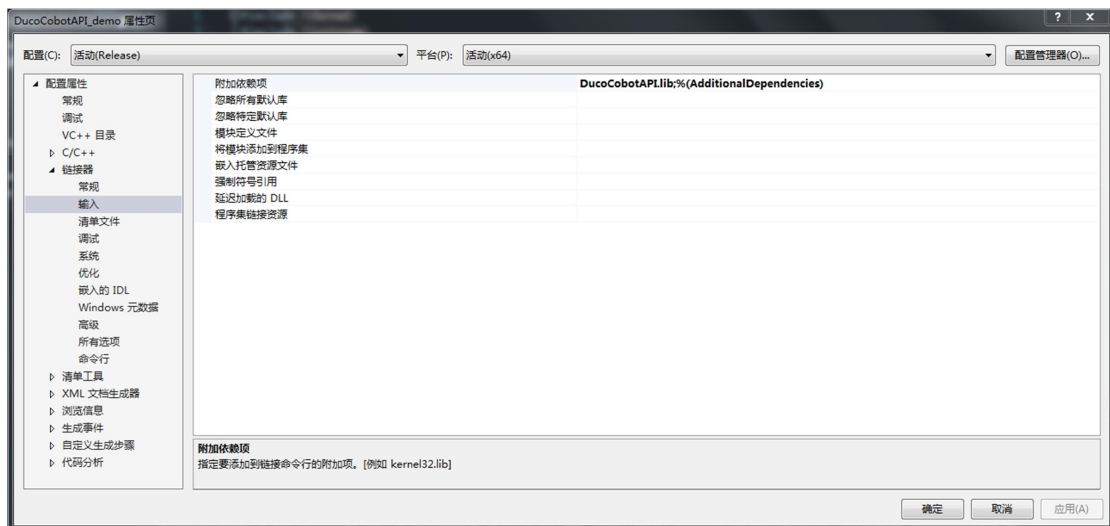 DucoCobotAPI_demo 属性页
配置(C): 活动(Release) 平台(P): 活动(x64) 配置管理器(O)...
配置属性
常规
调试
VC++ 目录
C/C++
链接器
常规
输入
清单文件
调试
系统
优化
嵌入的 IDL
Windows 元数据
高级
所有选项
命令行
清单工具
XML 文档生成器
浏览信息
生成事件
自定义生成步骤
代码分析
附加依赖项 DucoCobotAPI.lib;%(AdditionalDependencies)
忽略所有默认库
忽略特定默认库
模块定义文件
将模块添加到程序集
嵌入托管资源文件
强制符号引用
延迟加载的 DLL
程序集链接资源
附加依赖项
指定要添加到链接命令行的附加项。[例如 kernel32.lib]
确定 取消 应用(A)